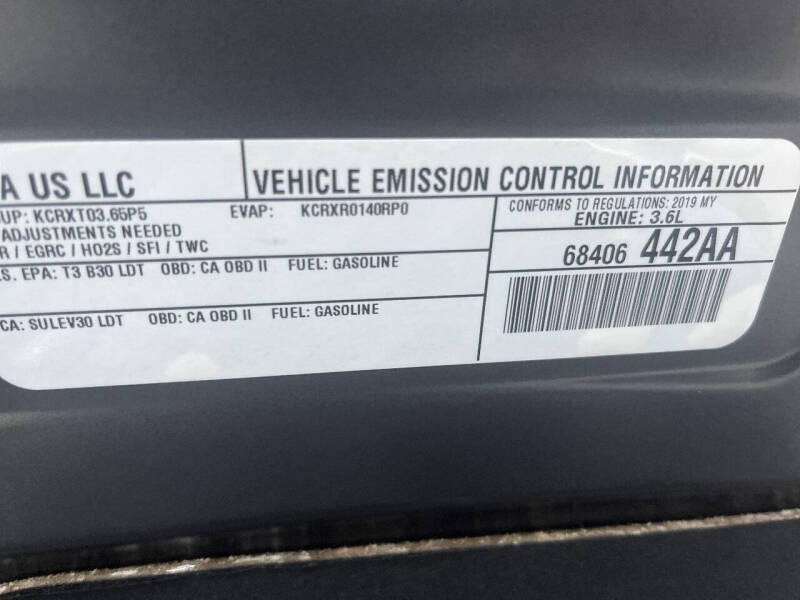 A US LLC
VEHICLE EMISSION CONTROL INFORMATION
UP: KCRXT03.65P5 EVAP: KCRXR0140RP0
ADJUSTMENTS NEEDED
R / EGRC / HO2S / SFI / TWC
CONFORMS TO REGULATIONS: 2019 MY
ENGINE: 3.6L
68406 442AA
S. EPA: T3 B30 LDT OBD: CA OBD II FUEL: GASOLINE
CA: SULEV30 LDT OBD: CA OBD II FUEL: GASOLINE